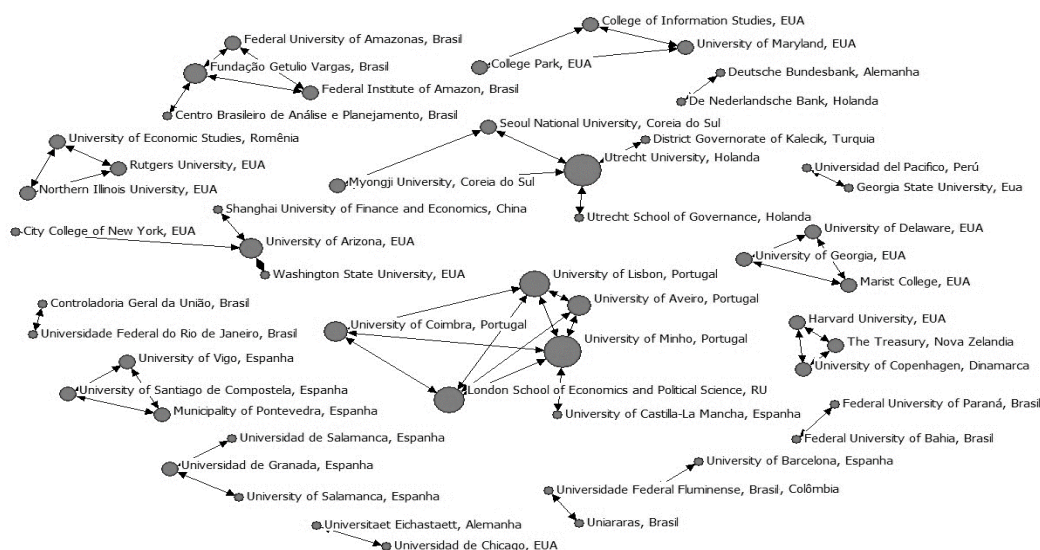 College of Information Studies, EUA
Federal University of Amazonas, Brasil
University of Maryland, EUA
Fundação Getulio Vargas, Brasil
College Park, EUA
Deutsche Bundesbank, Alemanha
Federal Institute of Amazon, Brasil
De Nederlandsche Bank, Holanda
Centro Brasileiro de Análise e Planejamento, Brasil
Seoul National University, Coreia do Sul
University of Economic Studies, Romênia
District Governorate of Kalecik, Turquia
Rutgers University, EUA
Utrecht University, Holanda
Universidad del Pacifico, Perú
Myongji University, Coreia do Sul
Georgia State University, Eua
Northern Illinois University, EUA
Shanghai University of Finance and Economics, China
Utrecht School of Governance, Holanda
City College of New York, EUA
University of Delaware, EUA
University of Arizona, EUA
University of Georgia, EUA
Washington State University, EUA
University of Lisbon, Portugal
Marist College, EUA
Controladoria Geral da União, Brasil
University of Aveiro, Portugal
Harvard University, EUA
University of Coimbra, Portugal
Universidade Federal do Rio de Janeiro, Brasil
University of Minho, Portugal
The Treasury, Nova Zelandia
University of Vigo, Espanha
University of Copenhagen, Dinamarca
University of Santiago de Compostela, Espanha
London School of Economics and Political Science, RU
Federal University of Paraná, Brasil
Municipality of Pontevedra, Espanha
University of Castilla-La Mancha, Espanha
Universidad de Salamanca, Espanha
Federal University of Bahia, Brasil
University of Barcelona, Espanha
Universidad de Granada, Espanha
Universidade Federal Fluminense, Brasil, Colômbia
University of Salamanca, Espanha
Uniararas, Brasil
Universitaet Eichastaett, Alemanha
Universidad de Chicago, EUA